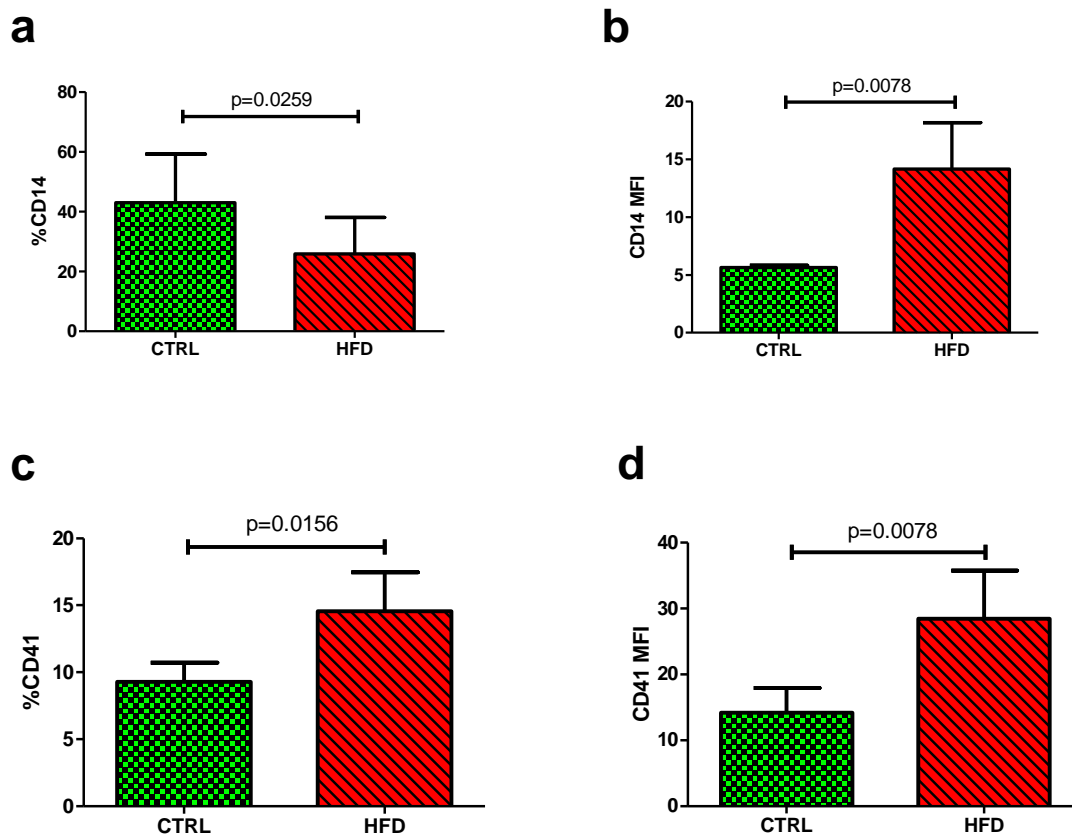 a
80
60
40
20
0
%CD14
p=0.0259
CTRL
HFD
b
20
15
10
5
0
CD14 MFI
p=0.0078
CTRL
HFD
c
20
15
10
5
0
%CD41
p=0.0156
CTRL
HFD
d
40
30
20
10
0
CD41 MFI
p=0.0078
CTRL
HFD